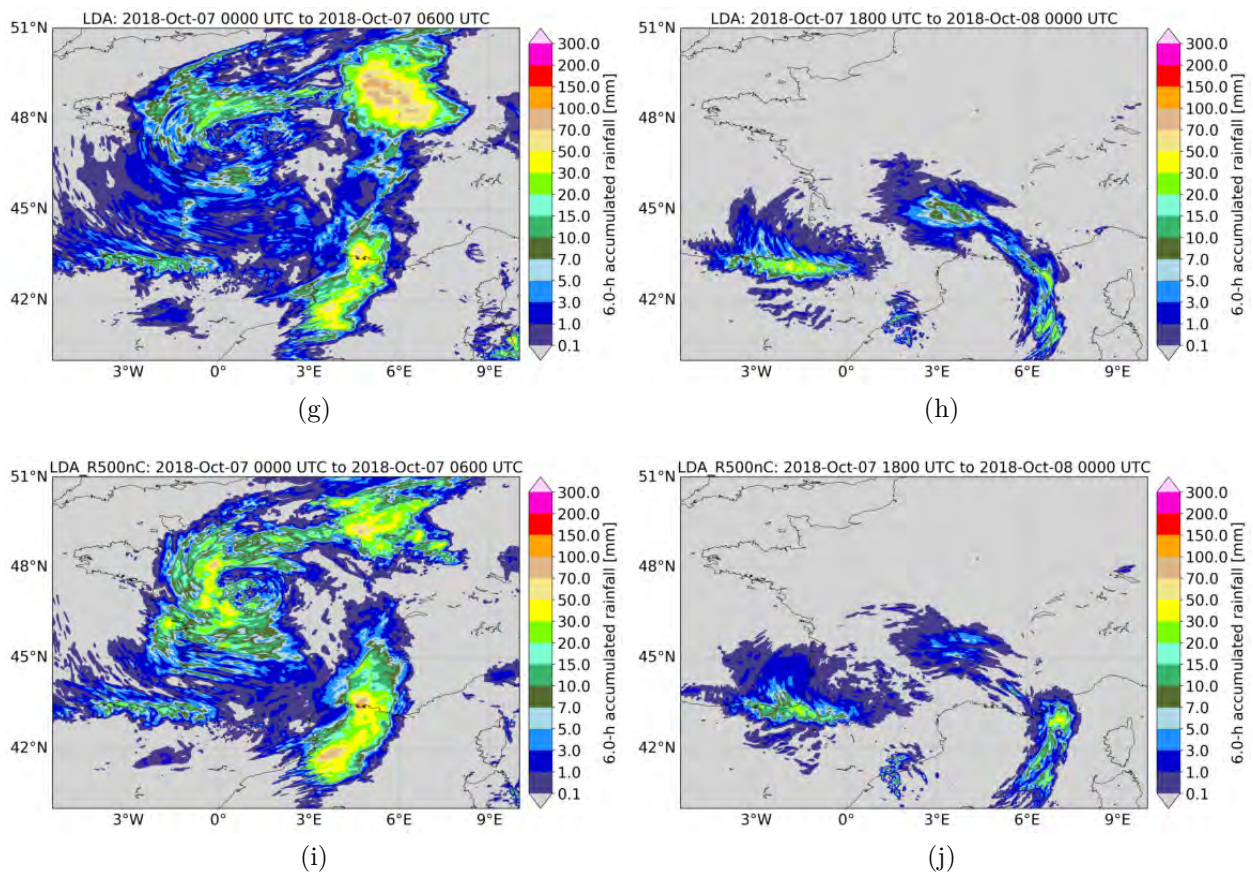 LDA: 2018-Oct-07 0000 UTC to 2018-Oct-07 0600 UTC
51°N
48°N
45°N
42°N
3°W 0° 3°E 6°E 9°E
300.0
200.0
150.0
100.0
70.0
50.0
30.0
20.0
15.0
10.0
7.0
5.0
3.0
1.0
0.1
6.0-h accumulated rainfall [mm]
(g)
LDA: 2018-Oct-07 1800 UTC to 2018-Oct-08 0000 UTC
51°N
48°N
45°N
42°N
3°W 0° 3°E 6°E 9°E
300.0
200.0
150.0
100.0
70.0
50.0
30.0
20.0
15.0
10.0
7.0
5.0
3.0
1.0
0.1
6.0-h accumulated rainfall [mm]
(h)
LDA_R500nC: 2018-Oct-07 0000 UTC to 2018-Oct-07 0600 UTC
51°N
48°N
45°N
42°N
3°W 0° 3°E 6°E 9°E
300.0
200.0
150.0
100.0
70.0
50.0
30.0
20.0
15.0
10.0
7.0
5.0
3.0
1.0
0.1
6.0-h accumulated rainfall [mm]
(i)
LDA_R500nC: 2018-Oct-07 1800 UTC to 2018-Oct-08 0000 UTC
51°N
48°N
45°N
42°N
3°W 0° 3°E 6°E 9°E
300.0
200.0
150.0
100.0
70.0
50.0
30.0
20.0
15.0
10.0
7.0
5.0
3.0
1.0
0.1
6.0-h accumulated rainfall [mm]
(j)